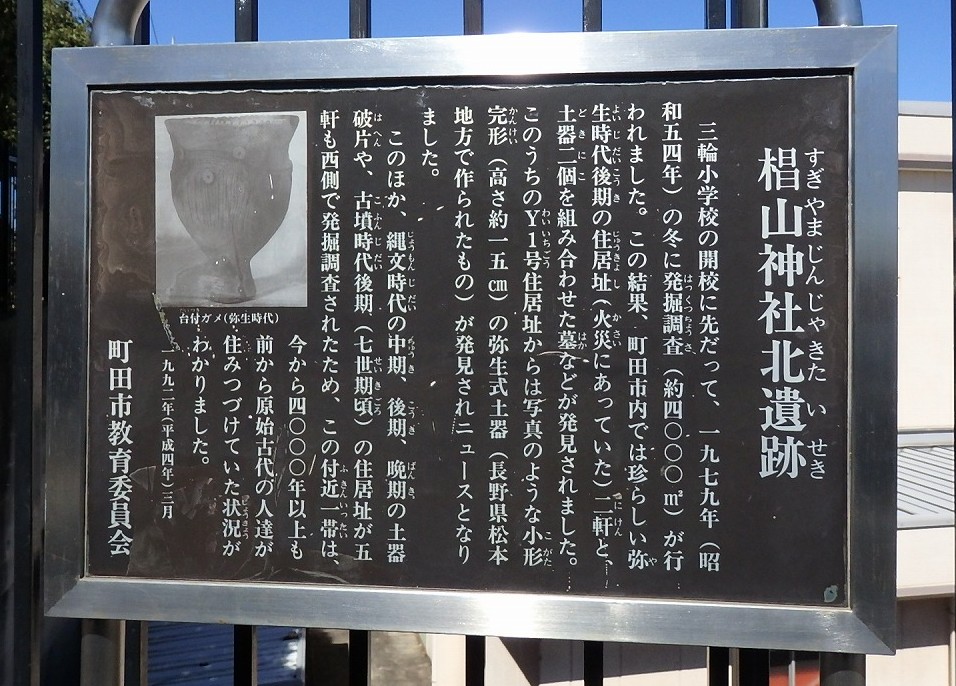 椙山神社北遺跡
すぎやまじんじゃきた い せき
三輪小学校の開校に先だって、一九七九年（昭
和五四年）の冬に発掘調査（約四〇〇〇㎡）が行
われました。この結果、町田市内では珍らしい弥
生時代後期の住居址（火災にあっていた）二軒と、
土器二個を組み合わせた墓などが発見されました。
このうちのY1号住居址からは写真のような小形
完形（高さ約一五㎝）の弥生式土器（長野県松本
地方で作られたもの）が発見されニュースとなり
ました。
このほか、縄文時代の中期、後期、晩期の土器
破片や、古墳時代後期（七世期頃）の住居址が五
軒も西側で発掘調査されたため、この付近一帯は、
今から四〇〇〇年以上も
前から原始古代の人達が
住みつづけていた状況が
わかりました。
一九九二年（平成四年）三月
町田市教育委員会
台付ガメ（弥生時代）